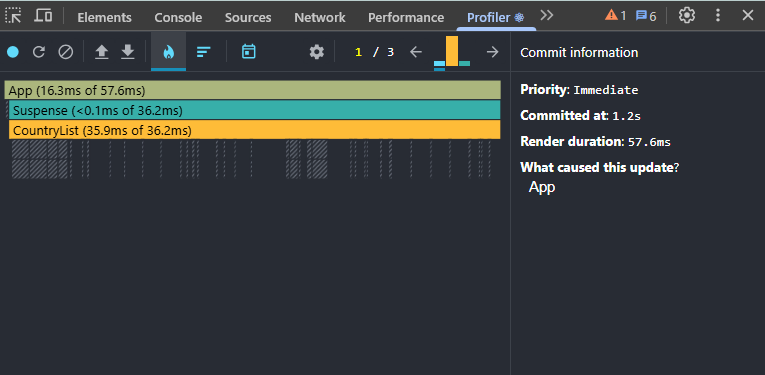 Elements Console Sources Network Performance Profiler 1 6
1 / 3
Commit information
App (16.3ms of 57.6ms)
Suspense (<0.1ms of 36.2ms)
CountryList (35.9ms of 36.2ms)
Priority: Immediate
Committed at: 1.2s
Render duration: 57.6ms
What caused this update?
App